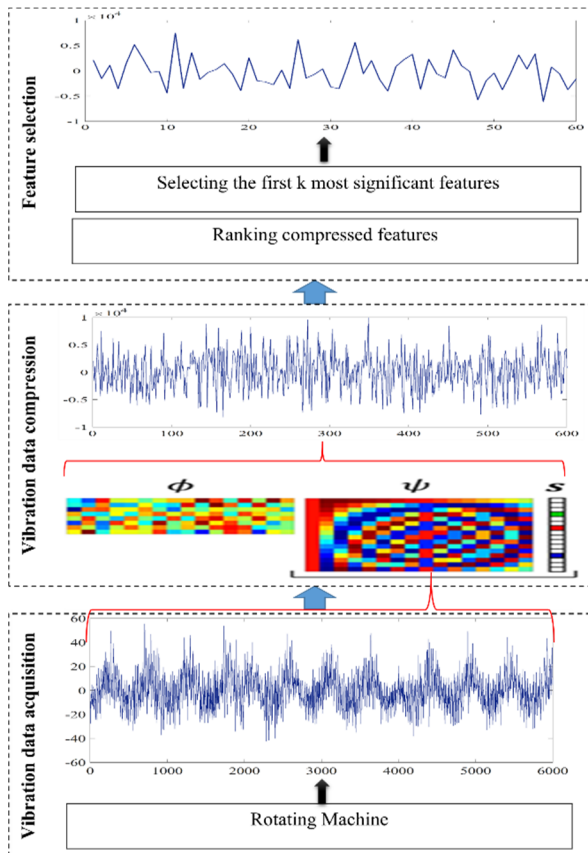 Feature selection
1 ×10⁴
0.5
0
-0.5
-1
0 10 20 30 40 50 60
Selecting the first k most significant features
Ranking compressed features
Vibration data compression
1 ×10⁴
0.5
0
-0.5
-1
0 100 200 300 400 500 600
ϕ ψ s
Vibration data acquisition
60
40
20
0
-20
-40
-60
0 1000 2000 3000 4000 5000 6000
Rotating Machine